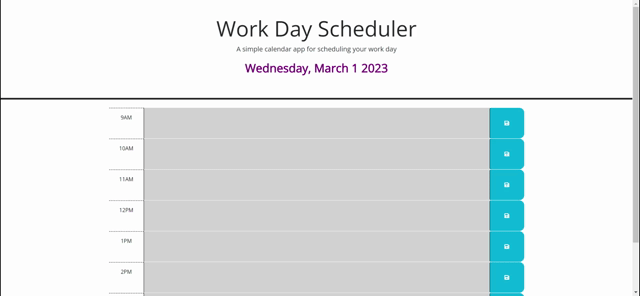 Work Day Scheduler
A simple calendar app for scheduling your work day
Wednesday, March 1 2023
9AM
10AM
11AM
12PM
1PM
2PM